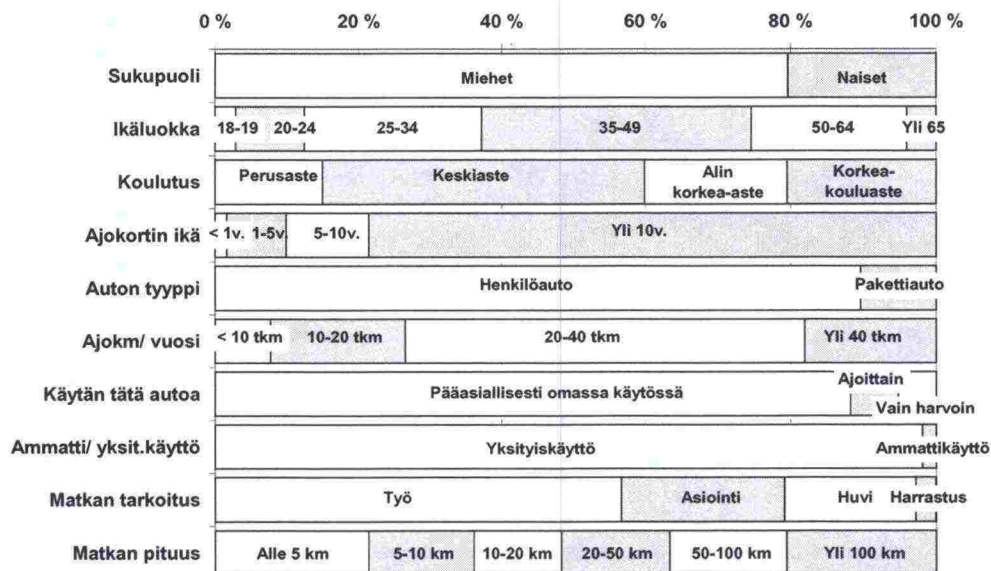 0 % 20 % 40 % 60 % 80 % 100 %
Sukupuoli Miehet Naiset
Ikäluokka 18-19 20-24 25-34 35-49 50-64 Yli 65
Koulutus Perusaste Keskiaste Alin korkea-aste Korkea-kouluaste
Ajokortin ikä < 1v. 1-5v. 5-10v. Yli 10v.
Auton tyyppi Henkilöauto Pakettiauto
Ajokm/ vuosi < 10 tkm 10-20 tkm 20-40 tkm Yli 40 tkm
Käytän tätä autoa Pääasiallisesti omassa käytössä Ajoittain
Vain harvoin
Ammatti/ yksit.käyttö Yksityiskäyttö Ammattikäyttö
Matkan tarkoitus Työ Asiointi Huvi Harrastus
Matkan pituus Alle 5 km 5-10 km 10-20 km 20-50 km 50-100 km Yli 100 km